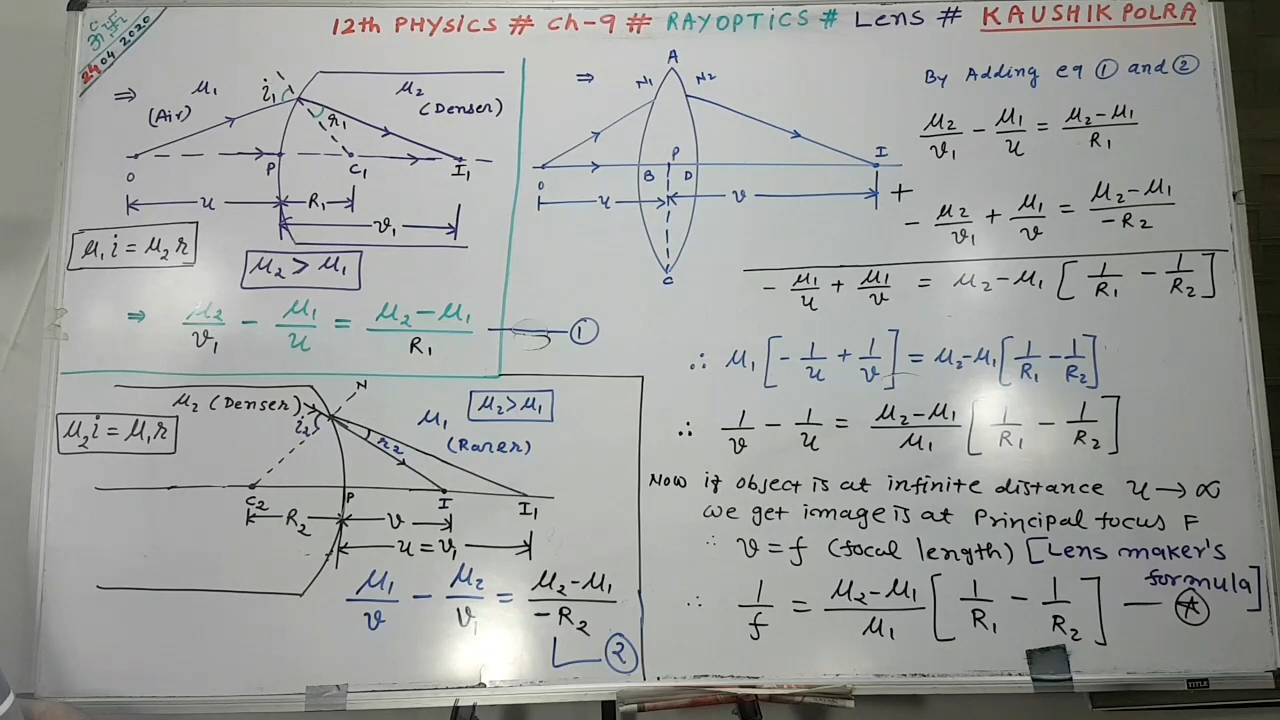 12th PHYSICS # Ch-9 # RAYOPTICS # Lens # KAUSHIK POLRA
24 04 2020
⇒ μ₁ (Air)
i₁
r₁
μ₂ (Denser)
O P C₁ I₁
u R₁
v₁
μ₁i = μ₂r
μ₂ > μ₁
⇒ μ₂/v₁ - μ₁/u = (μ₂-μ₁)/R₁ — ①
μ₂ (Denser)
N
i₂
r₂
μ₁ (Rarer)
μ₂>μ₁
μ₂i = μ₁r
C₂ P I I₁
R₂ v
u = v₁
μ₁/v - μ₂/v₁ = (μ₂-μ₁)/-R₂
②
⇒
A
N1 N2
O B P D I
u v
C
By Adding eq ① and ②
μ₂/v₁ - μ₁/u = (μ₂-μ₁)/R₁
+
- μ₂/v₁ + μ₁/v = (μ₂-μ₁)/-R₂
- μ₁/u + μ₁/v = μ₂-μ₁ [1/R₁ - 1/R₂]
∴ μ₁[-1/u + 1/v] = μ₂-μ₁[1/R₁ - 1/R₂]
∴ 1/v - 1/u = (μ₂-μ₁)/μ₁ [1/R₁ - 1/R₂]
Now if object is at infinite distance u → ∞
we get image is at Principal focus F
∴ v = f (focal length) [Lens maker's
formula]
∴ 1/f = (μ₂-μ₁)/μ₁ [1/R₁ - 1/R₂] — ★
TITLE